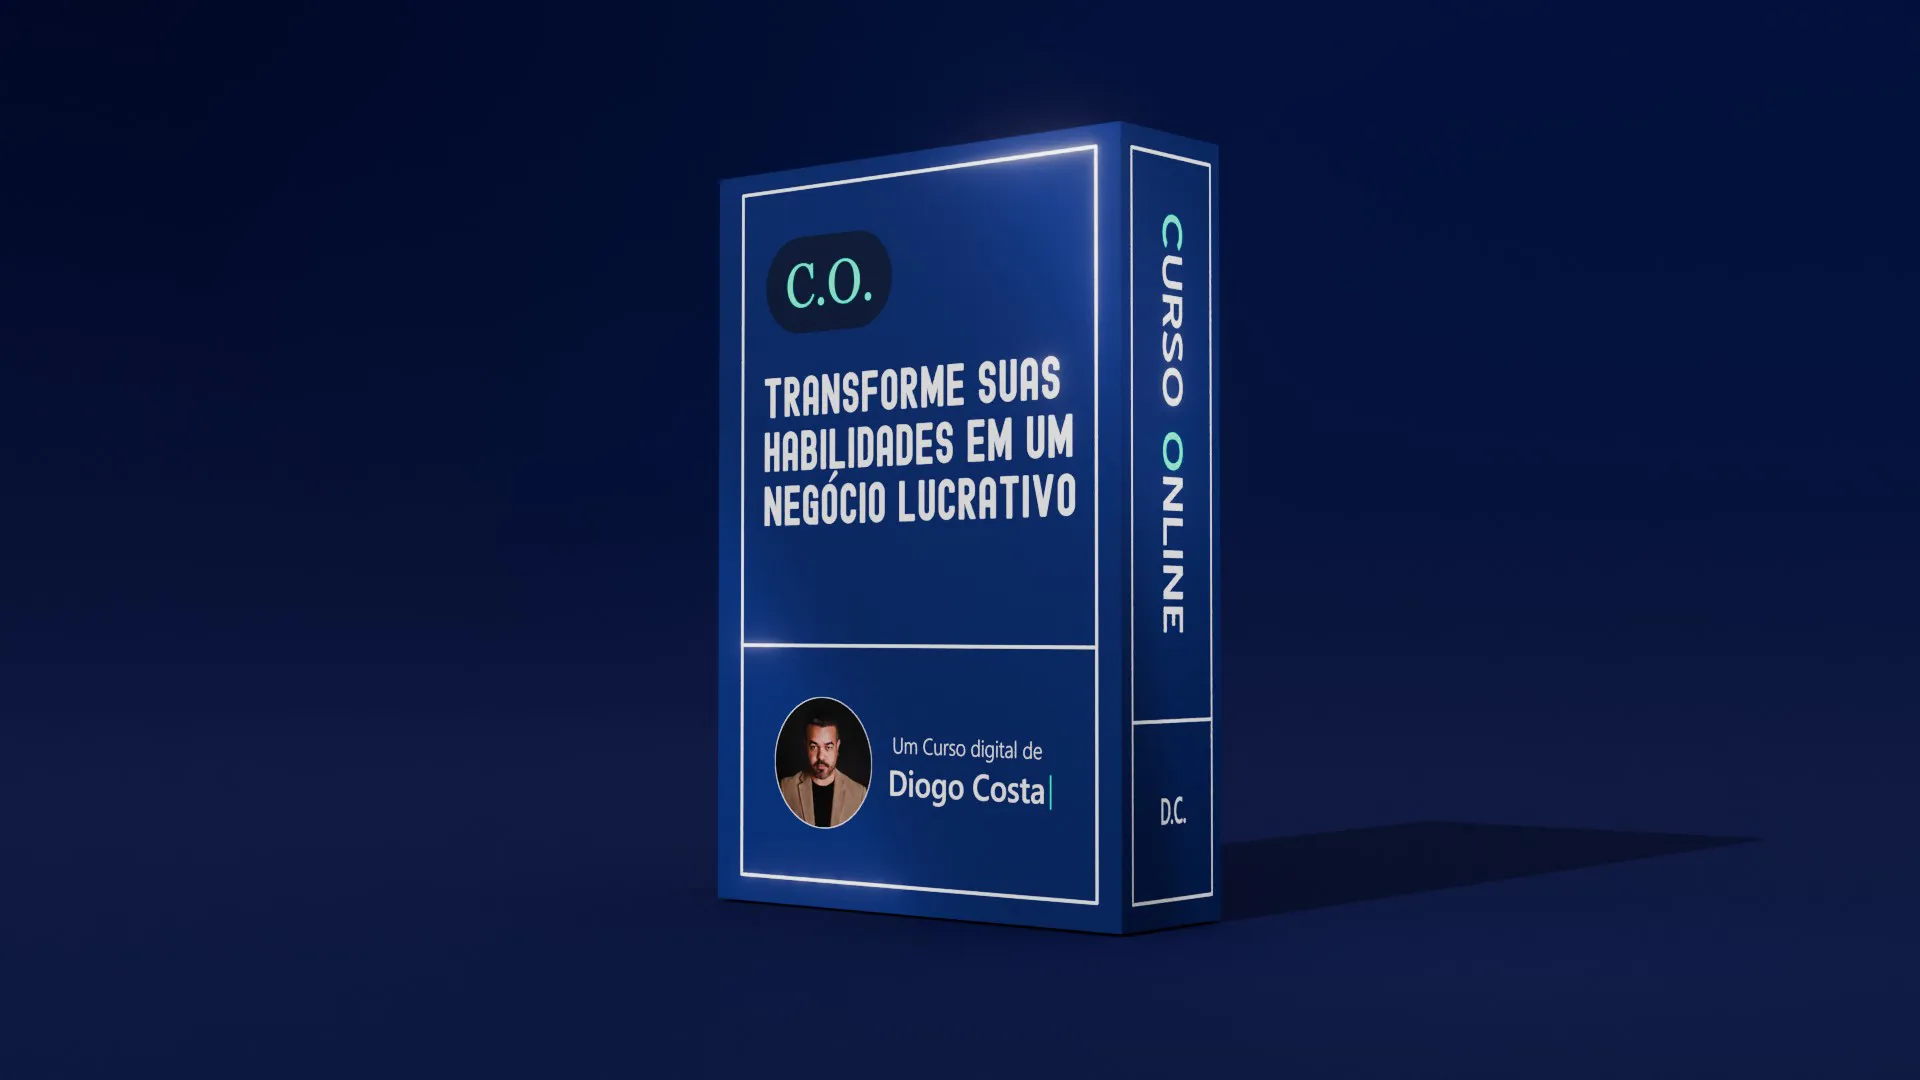 C.O.
TRANSFORME SUAS
HABILIDADES EM UM
NEGÓCIO LUCRATIVO
Um Curso digital de
Diogo Costa
CURSO ONLINE
D.C.